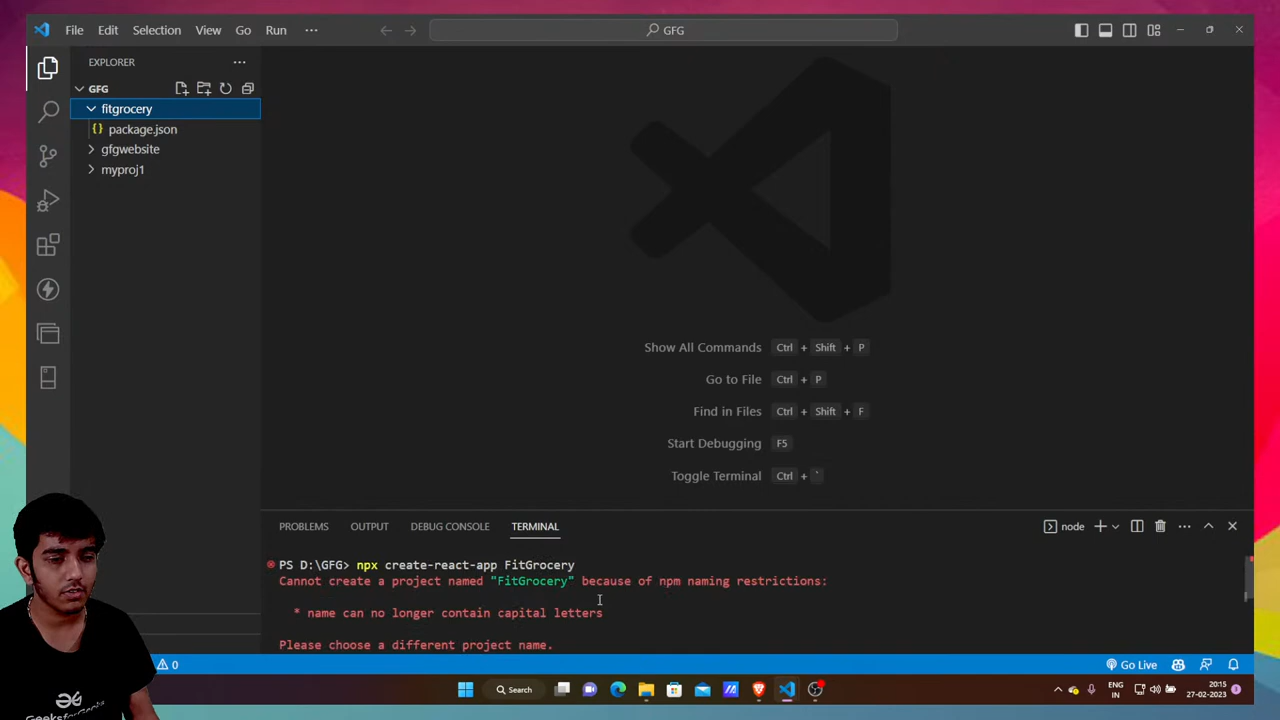 File Edit Selection View Go Run ···
GFG
EXPLORER
GFG
fitgrocery
{} package.json
gfgwebsite
myproj1
Show All Commands Ctrl + Shift + P
Go to File Ctrl + P
Find in Files Ctrl + Shift + F
Start Debugging F5
Toggle Terminal Ctrl + `
PROBLEMS OUTPUT DEBUG CONSOLE TERMINAL
node
PS D:\GFG> npx create-react-app FitGrocery
Cannot create a project named "FitGrocery" because of npm naming restrictions:
* name can no longer contain capital letters
Please choose a different project name.
0
Go Live
Search
ENG
IN
20:15
27-02-2023
GeeksforGeeks